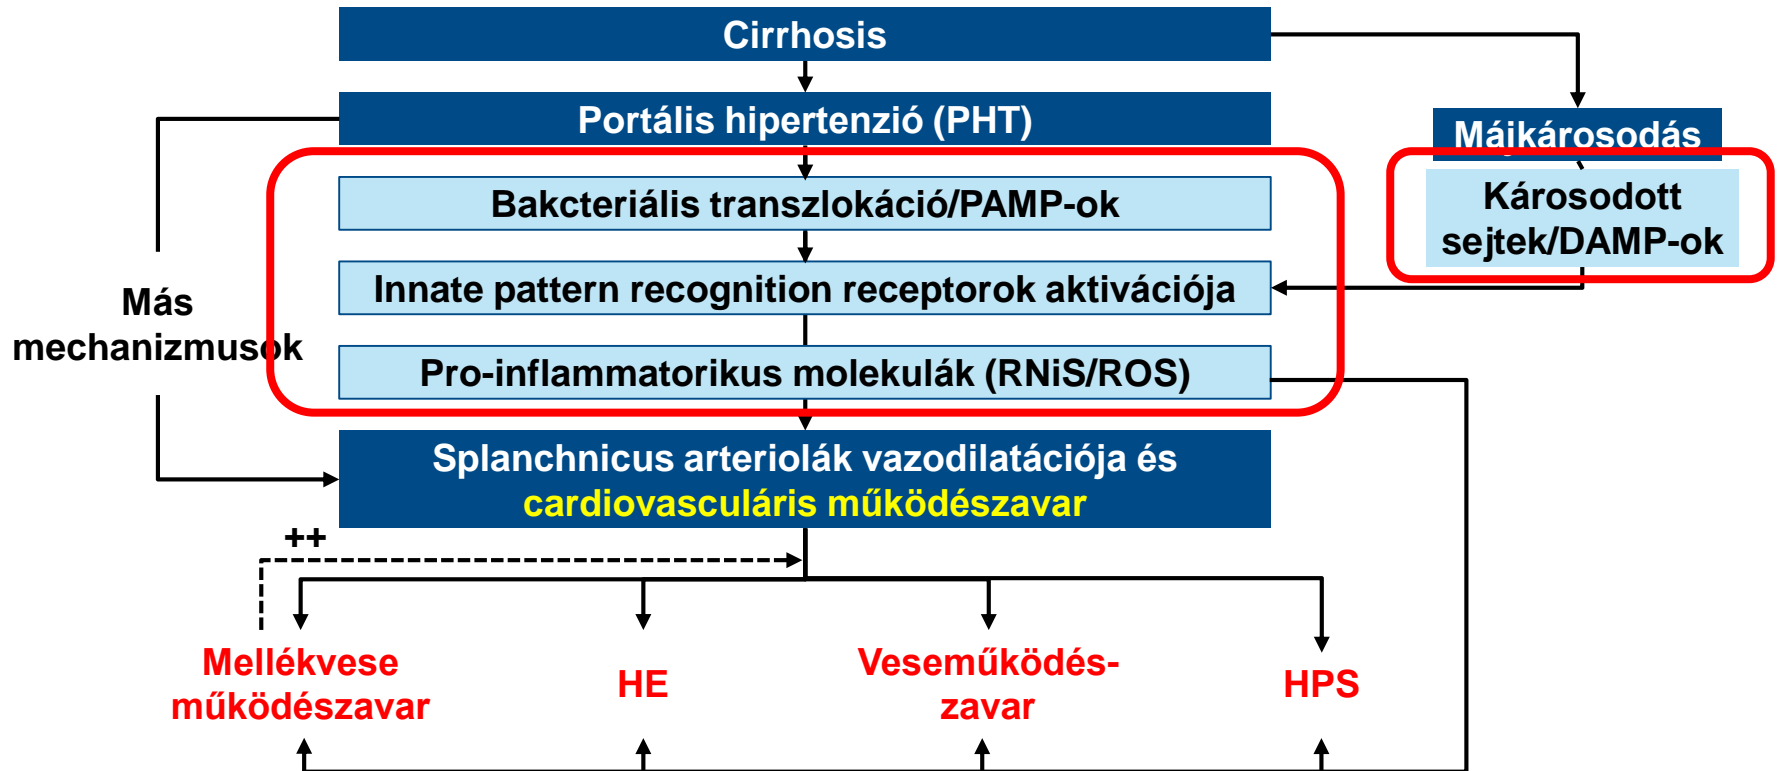 Cirrhosis
Portális hipertenzió (PHT)
Májkárosodás
Bakcteriális transzlokáció/PAMP-ok
Károsodott
sejtek/DAMP-ok
Innate pattern recognition receptorok aktivációja
Más
mechanizmusok
Pro-inflammatorikus molekulák (RNiS/ROS)
Splanchnicus arteriolák vazodilatációja és
cardiovasculáris működészavar
++
Mellékvese
működészavar
HE
Veseműködés-
zavar
HPS